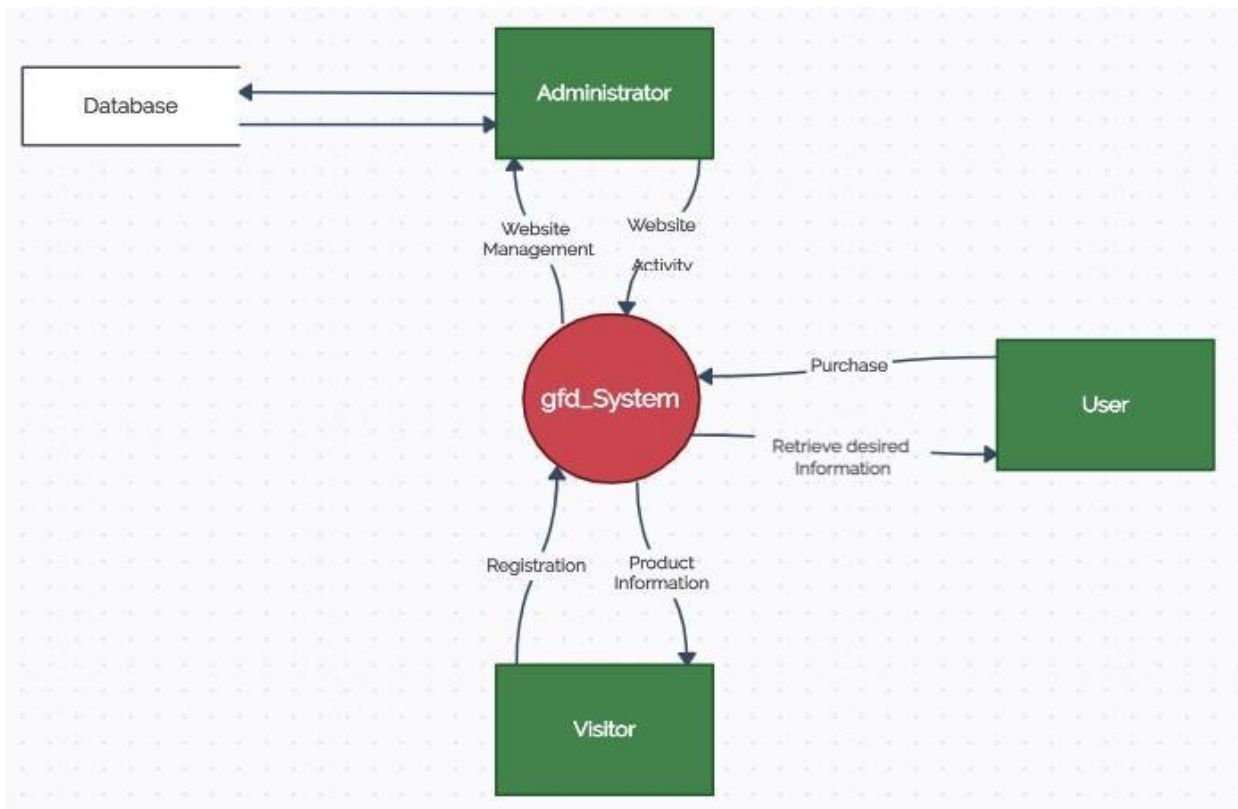 Administrator
Database
Website
Management
Website
Activity
Purchase
User
gfd_System
Retrieve desired
Information
Registration
Product
Information
Visitor